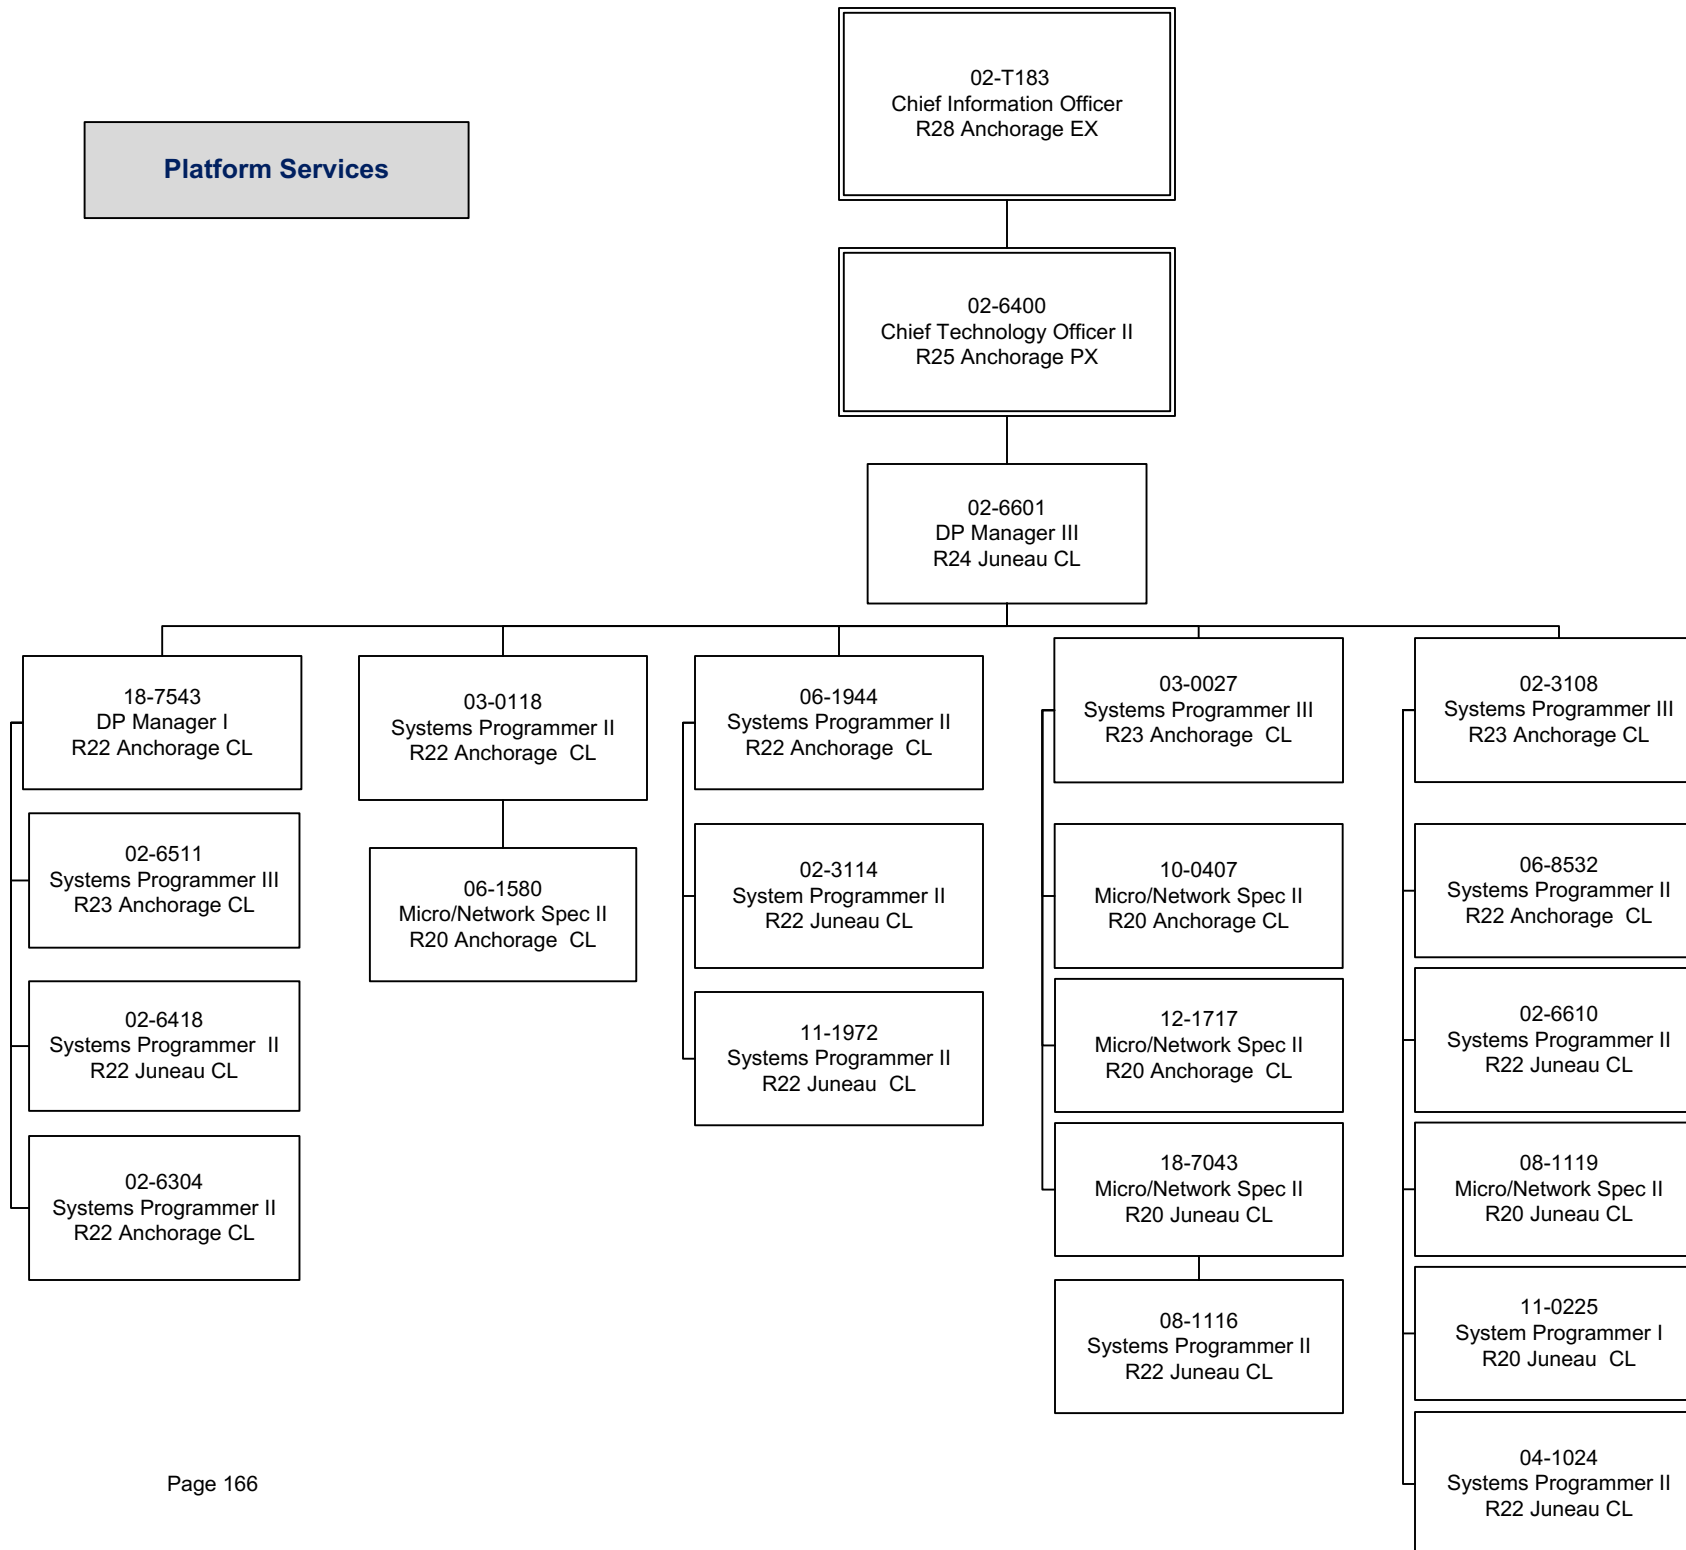 Platform Services
02-T183
Chief Information Officer
R28 Anchorage EX
02-6400
Chief Technology Officer II
R25 Anchorage PX
02-6601
DP Manager III
R24 Juneau CL
18-7543
DP Manager I
R22 Anchorage CL
02-6511
Systems Programmer III
R23 Anchorage CL
02-6418
Systems Programmer  II
R22 Juneau CL
02-6304
Systems Programmer II
R22 Anchorage CL
03-0118
Systems Programmer II
R22 Anchorage  CL
06-1580
Micro/Network Spec II
R20 Anchorage  CL
06-1944
Systems Programmer II
R22 Anchorage  CL
02-3114
System Programmer II
R22 Juneau CL
11-1972
Systems Programmer II
R22 Juneau  CL
03-0027
Systems Programmer III
R23 Anchorage  CL
10-0407
Micro/Network Spec II
R20 Anchorage CL
12-1717
Micro/Network Spec II
R20 Anchorage  CL
18-7043
Micro/Network Spec II
R20 Juneau CL
08-1116
Systems Programmer II
R22 Juneau CL
02-3108
Systems Programmer III
R23 Anchorage CL
06-8532
Systems Programmer II
R22 Anchorage  CL
02-6610
Systems Programmer II
R22 Juneau CL
08-1119
Micro/Network Spec II
R20 Juneau CL
11-0225
System Programmer I
R20 Juneau  CL
04-1024
Systems Programmer II
R22 Juneau CL
Page 166